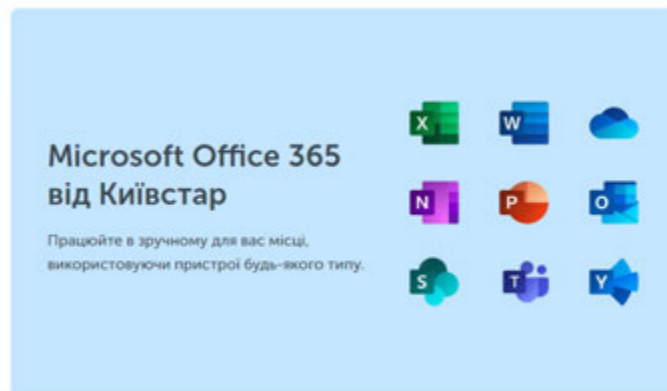 Microsoft Office 365
від Київстар
Працюйте в зручному для вас місці,
використовуючи пристрої будь-якого типу.
X W
N P O
S T Y